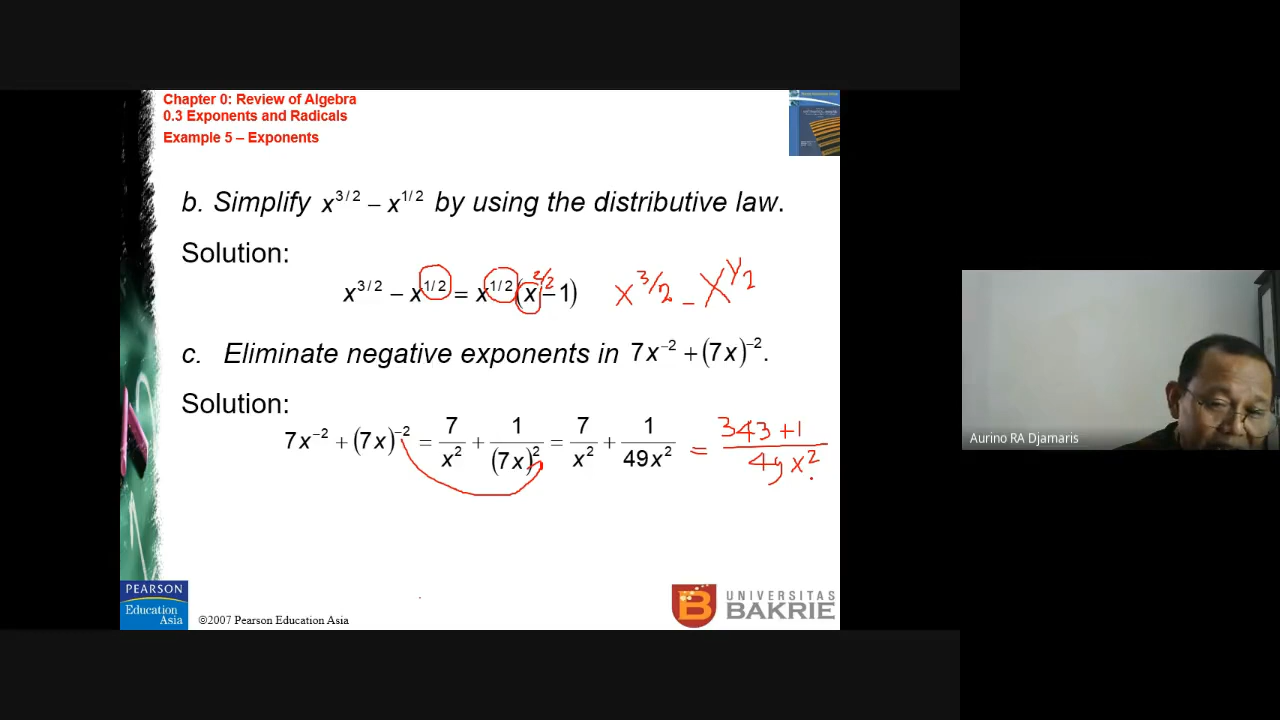 Chapter 0: Review of Algebra
0.3 Exponents and Radicals
Example 5 – Exponents
b. Simplify x^{3/2} – x^{1/2} by using the distributive law.
Solution:
x^{3/2} – x^{1/2} = x^{1/2}(x – 1) x^{3/2} – x^{1/2}
2/2
c. Eliminate negative exponents in 7x^{–2} + (7x)^{–2}.
Solution:
7x^{–2} + (7x)^{–2} = 7/x^2 + 1/(7x)^2 = 7/x^2 + 1/49x^2 = 343+1/49x^2
Aurino RA Djamaris
PEARSON
Education
Asia
©2007 Pearson Education Asia
UNIVERSITAS
BAKRIE